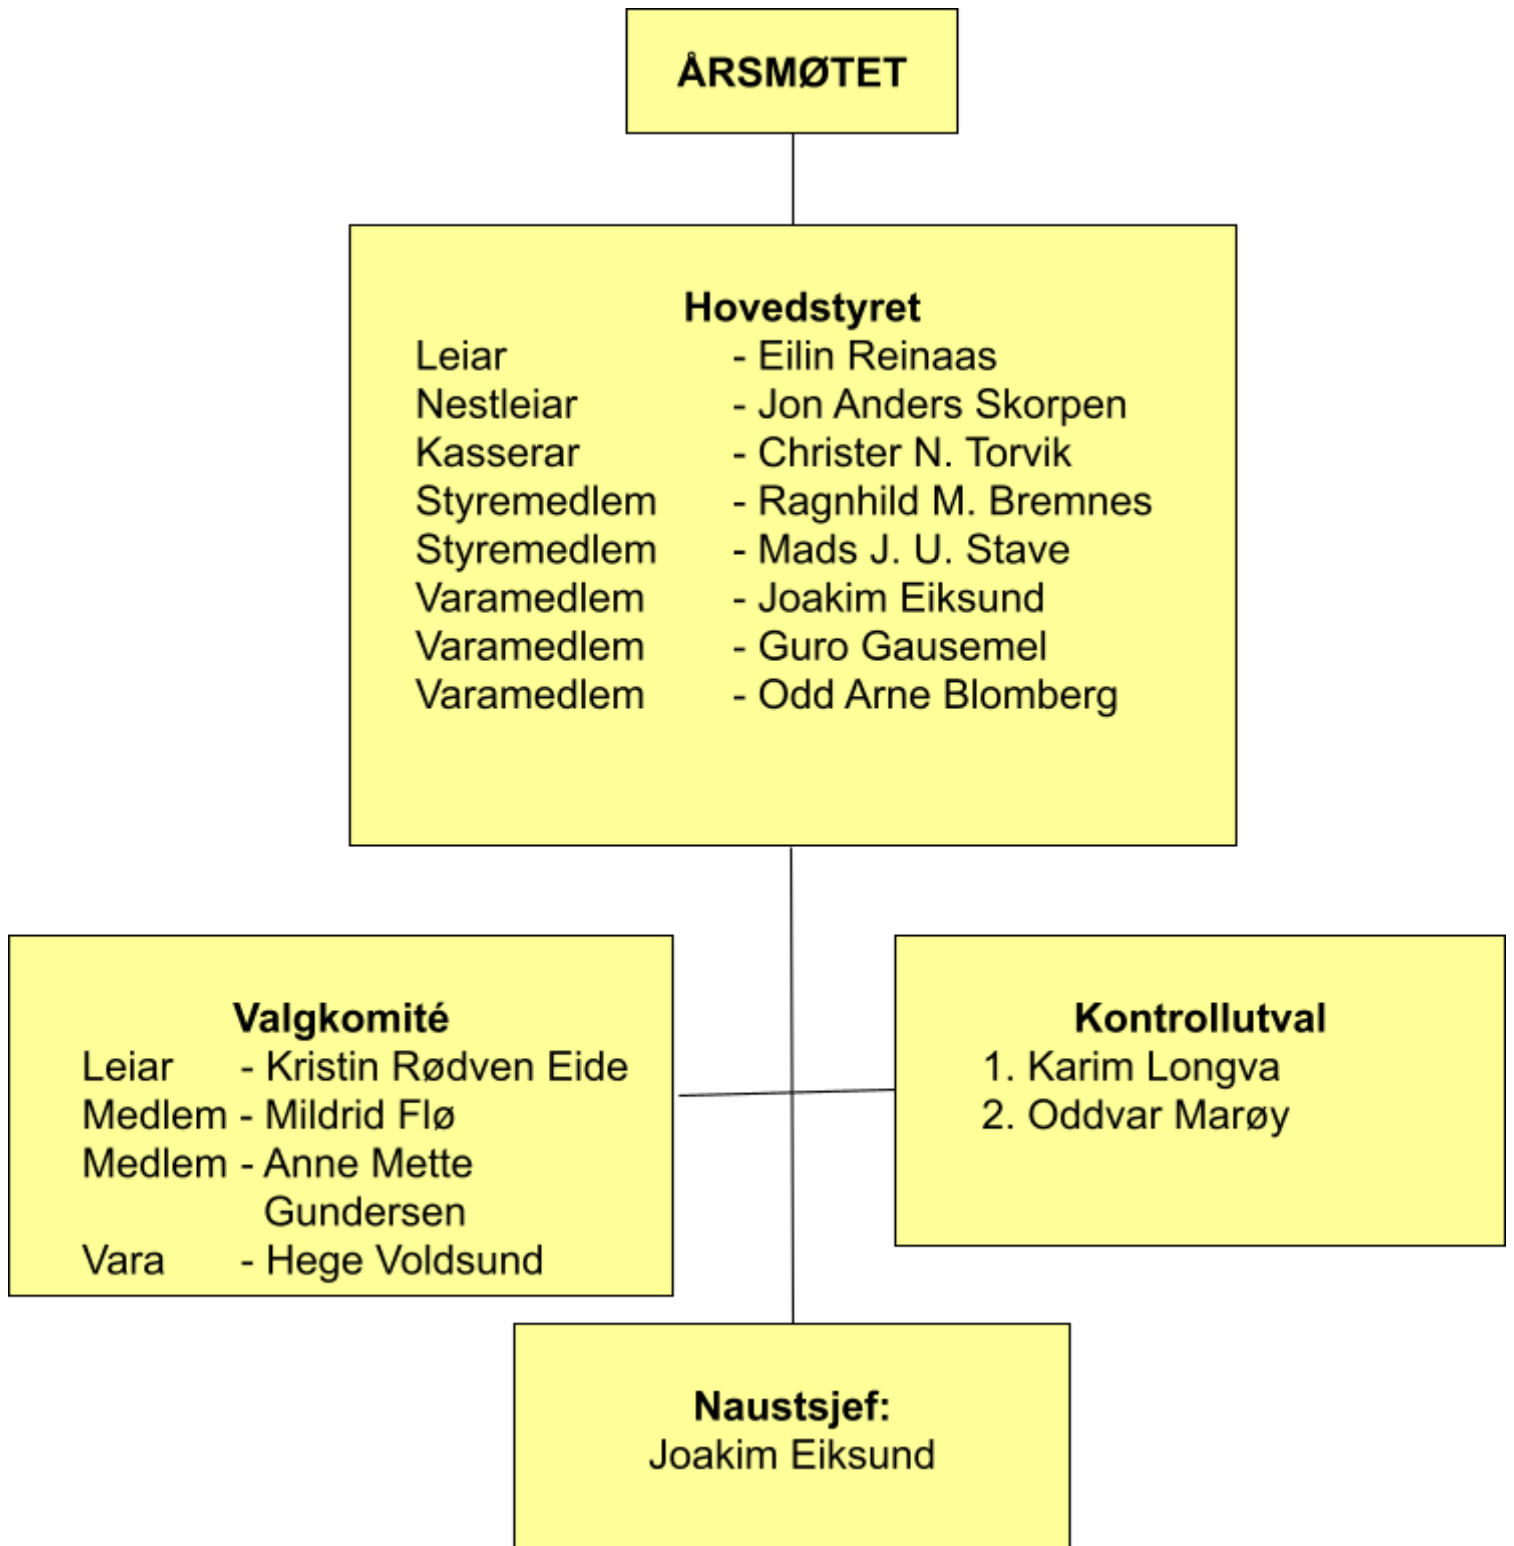 ÅRSMØTET
Hovedstyret
Leiar - Eilin Reinaas
Nestleiar - Jon Anders Skorpen
Kasserar - Christer N. Torvik
Styremedlem - Ragnhild M. Bremnes
Styremedlem - Mads J. U. Stave
Varamedlem - Joakim Eiksund
Varamedlem - Guro Gausemel
Varamedlem - Odd Arne Blomberg
Valgkomité
Leiar - Kristin Rødven Eide
Medlem - Mildrid Flø
Medlem - Anne Mette
Gundersen
Vara - Hege Voldsund
Kontrollutval
1. Karim Longva
2. Oddvar Marøy
Naustsjef:
Joakim Eiksund